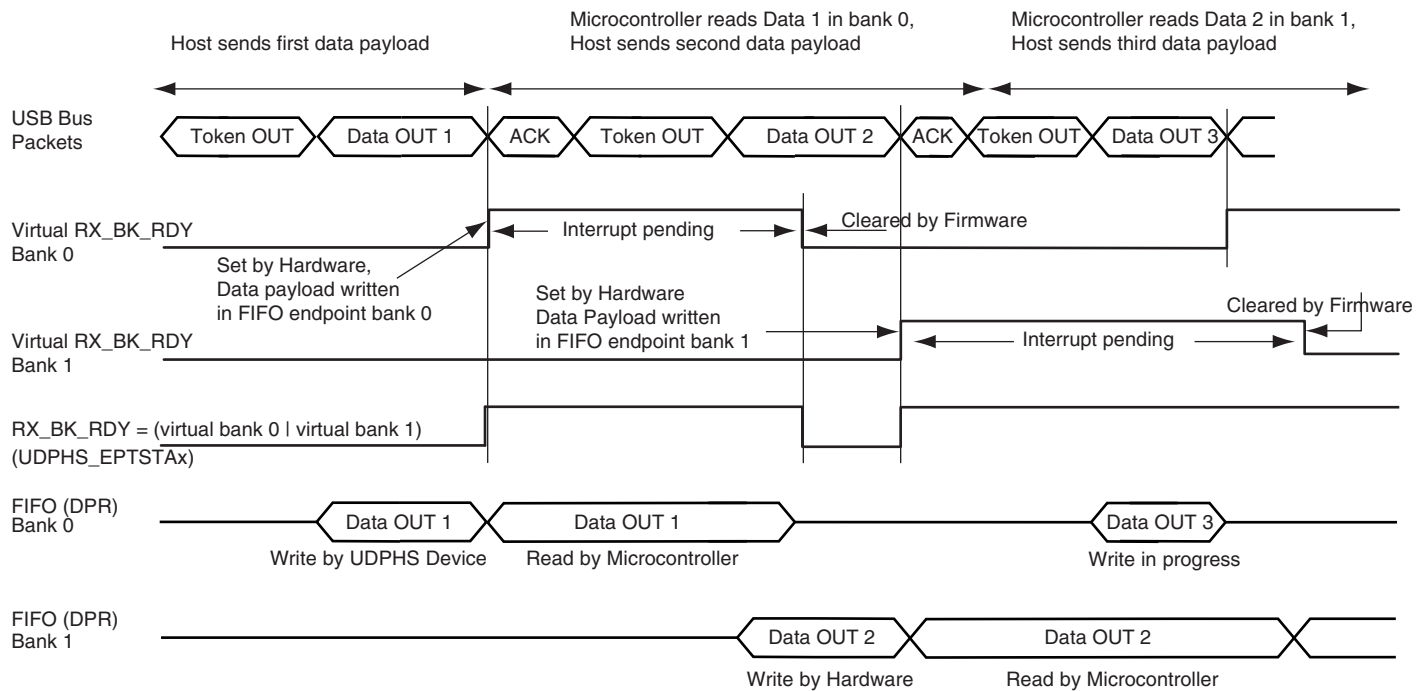 Host sends first data payload
Microcontroller reads Data 1 in bank 0,
Host sends second data payload
Microcontroller reads Data 2 in bank 1,
Host sends third data payload
USB Bus
Packets
Token OUT
Data OUT 1
ACK
Token OUT
Data OUT 2
ACK
Token OUT
Data OUT 3
Virtual RX_BK_RDY
Bank 0
Interrupt pending
Cleared by Firmware
Set by Hardware,
Data payload written
in FIFO endpoint bank 0
Set by Hardware
Data Payload written
in FIFO endpoint bank 1
Cleared by Firmware
Virtual RX_BK_RDY
Bank 1
Interrupt pending
RX_BK_RDY = (virtual bank 0 | virtual bank 1)
(UDPHS_EPTSTAx)
FIFO (DPR)
Bank 0
Data OUT 1
Data OUT 1
Data OUT 3
Write by UDPHS Device
Read by Microcontroller
Write in progress
FIFO (DPR)
Bank 1
Data OUT 2
Data OUT 2
Write by Hardware
Read by Microcontroller